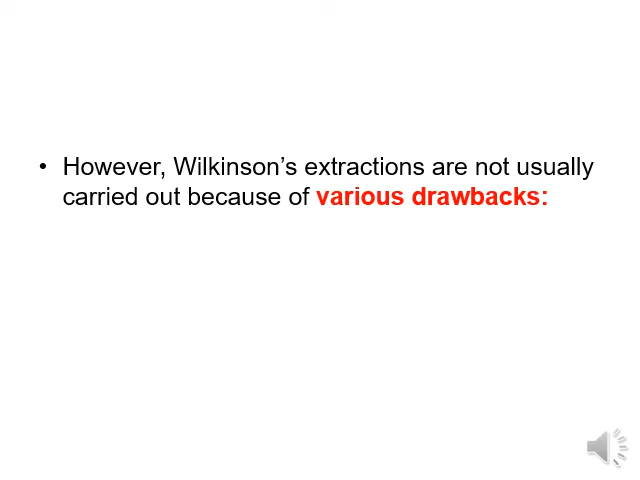 • However, Wilkinson’s extractions are not usually
carried out because of various drawbacks: